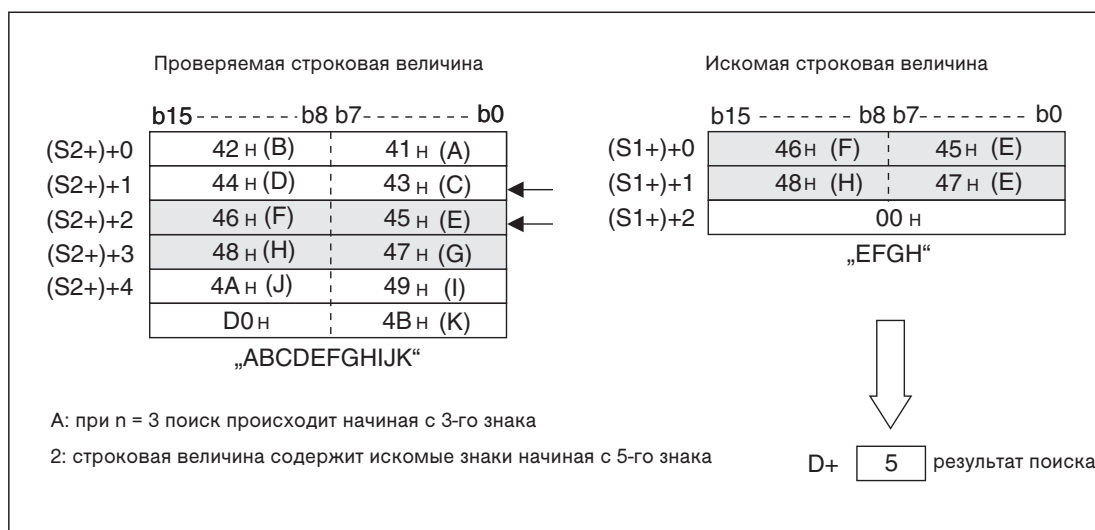 Проверяемая строковая величина
b15 - - - - - - - - b8 b7- - - - - - - - b0
(S2+)+0 42 H (B) 41 H (A)
(S2+)+1 44 H (D) 43 H (C)
(S2+)+2 46 H (F) 45 H (E)
(S2+)+3 48 H (H) 47 H (G)
(S2+)+4 4A H (J) 49 H (I)
D0 H 4B H (K)
„ABCDEFGHIJK“
Искомая строковая величина
b15 - - - - - - - b8 b7- - - - - - - - b0
(S1+)+0 46H (F) 45H (E)
(S1+)+1 48H (H) 47H (E)
(S1+)+2 00 H
„EFGH“
A: при n = 3 поиск происходит начиная с 3-го знака
2: строковая величина содержит искомые знаки начиная с 5-го знака
D+ 5 результат поиска